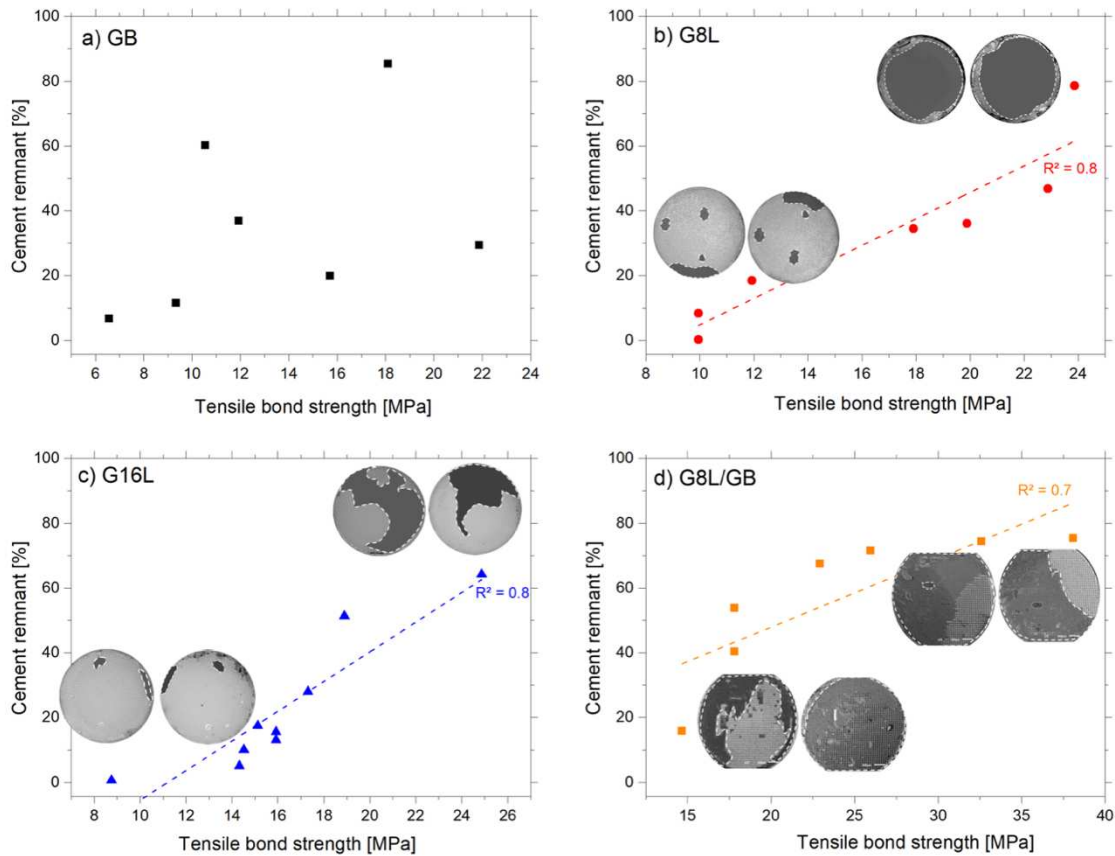 a) GB
Cement remnant [%]
100
80
60
40
20
0
6 8 10 12 14 16 18 20 22 24
Tensile bond strength [MPa]
b) G8L
Cement remnant [%]
100
80
60
40
20
0
R² = 0.8
8 10 12 14 16 18 20 22 24
Tensile bond strength [MPa]
c) G16L
Cement remnant [%]
100
80
60
40
20
0
R² = 0.8
8 10 12 14 16 18 20 22 24 26
Tensile bond strength [MPa]
d) G8L/GB
Cement remnant [%]
100
80
60
40
20
0
R² = 0.7
15 20 25 30 35 40
Tensile bond strength [MPa]